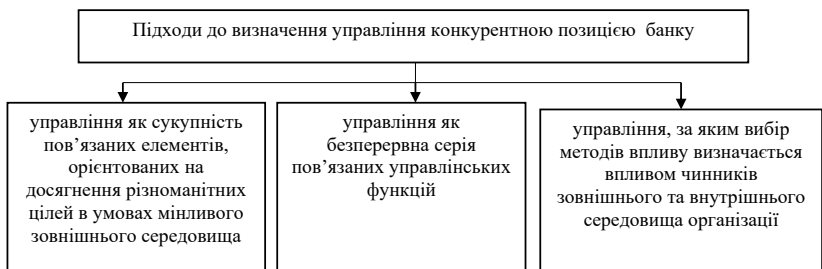 Підходи до визначення управління конкурентною позицією банку
управління як сукупність
пов’язаних елементів,
орієнтованих на
досягнення різноманітних
цілей в умовах мінливого
зовнішнього середовища
управління як
безперервна серія
пов’язаних управлінських
функцій
управління, за яким вибір
методів впливу визначається
впливом чинників
зовнішнього та внутрішнього
середовища організації